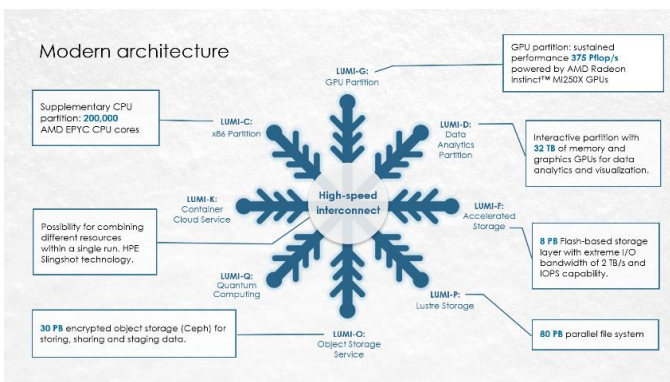 Modern architecture
LUMI-G:
GPU Partition
GPU partition: sustained
performance 375 Pflop/s
powered by AMD Radeon
Instinct™ MI250X GPUs
Supplementary CPU
partition: 200,000
AMD EPYC CPU cores
LUMI-C:
x86 Partition
LUMI-D:
Data
Analytics
Partition
Interactive partition with
32 TB of memory and
graphics GPUs for data
analytics and visualization.
LUMI-K:
Container
Cloud Service
High-speed
interconnect
LUMI-F:
Accelerated
Storage
Possibility for combining
different resources
within a single run. HPE
Slingshot technology.
8 PB Flash-based storage
layer with extreme I/O
bandwidth of 2 TB/s and
IOPS capability.
LUMI-Q:
Quantum
Computing
LUMI-P:
Lustre Storage
30 PB encrypted object storage (Ceph) for
storing, sharing and staging data.
LUMI-O:
Object Storage
Service
80 PB parallel file system